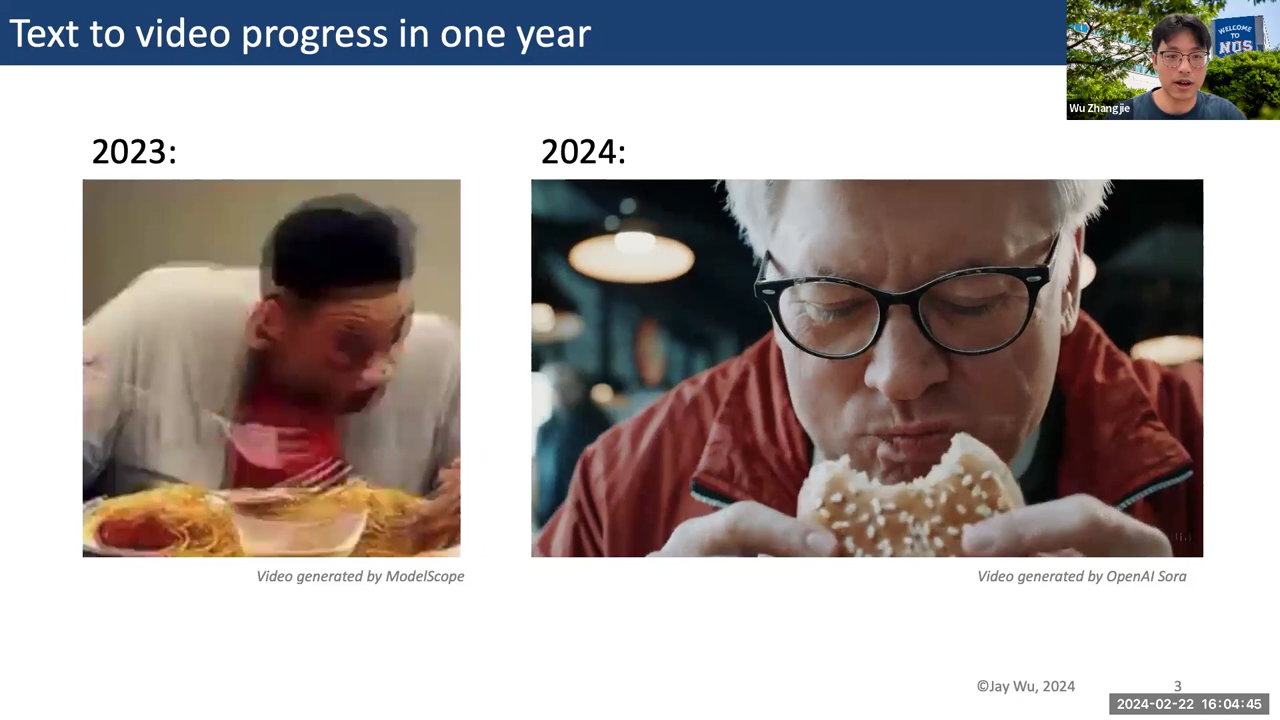 Text to video progress in one year
WELCOME
TO
NUS
Wu Zhangjie
2023:
2024:
Video generated by ModelScope
Video generated by OpenAI Sora
©Jay Wu, 2024
3
2024-02-22 16:04:45